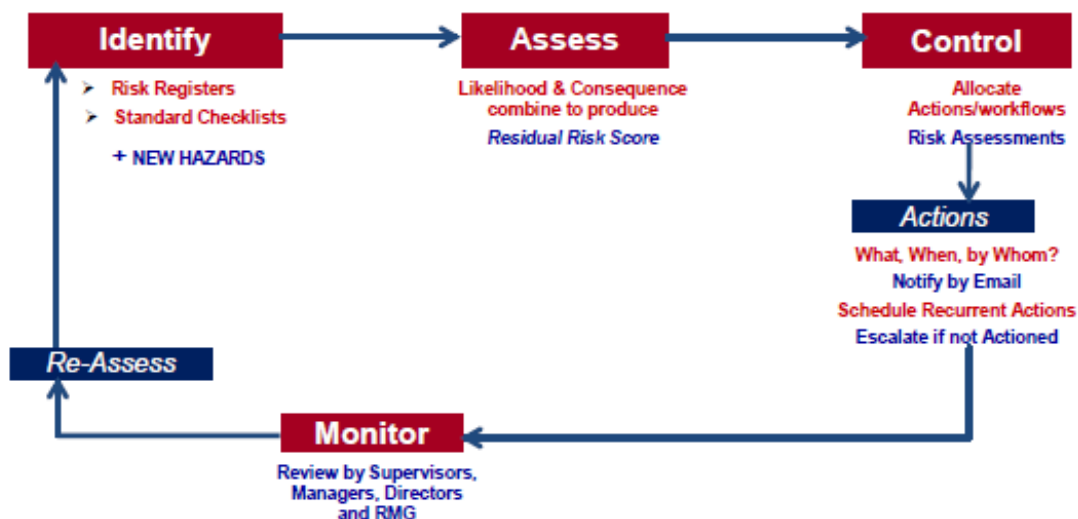 Identify
Assess
Control
➤ Risk Registers
➤ Standard Checklists
+ NEW HAZARDS
Likelihood & Consequence
combine to produce
Residual Risk Score
Allocate
Actions/workflows
Risk Assessments
Actions
What, When, by Whom?
Notify by Email
Schedule Recurrent Actions
Escalate if not Actioned
Re-Assess
Monitor
Review by Supervisors,
Managers, Directors
and RMG